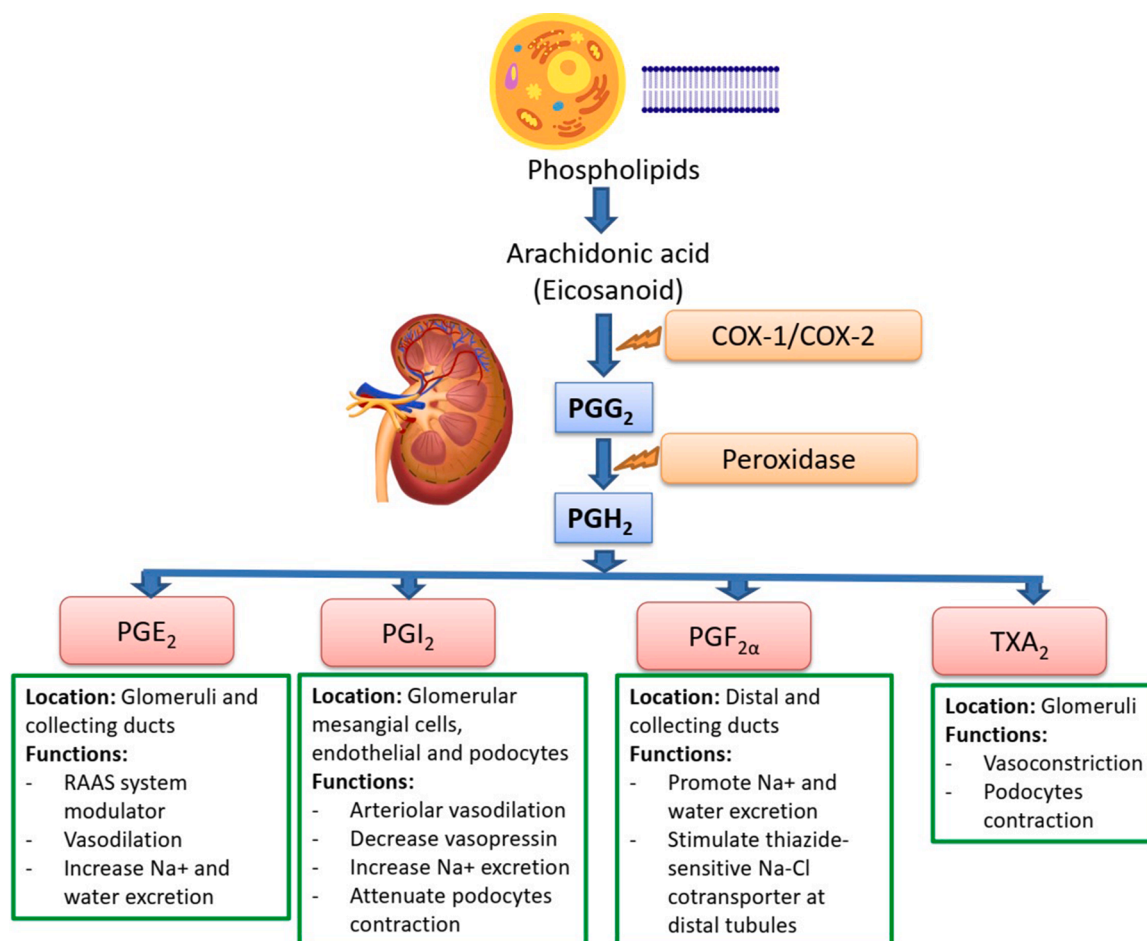 Phospholipids
Arachidonic acid
(Eicosanoid)
COX-1/COX-2
PGG₂
Peroxidase
PGH₂
PGE₂
PGI₂
PGF₂α
TXA₂
Location: Glomeruli and
collecting ducts
Functions:
- RAAS system
modulator
- Vasodilation
- Increase Na+ and
water excretion
Location: Glomerular
mesangial cells,
endothelial and podocytes
Functions:
- Arteriolar vasodilation
- Decrease vasopressin
- Increase Na+ excretion
- Attenuate podocytes
contraction
Location: Distal and
collecting ducts
Functions:
- Promote Na+ and
water excretion
- Stimulate thiazide-
sensitive Na-Cl
cotransporter at
distal tubules
Location: Glomeruli
Functions:
- Vasoconstriction
- Podocytes
contraction